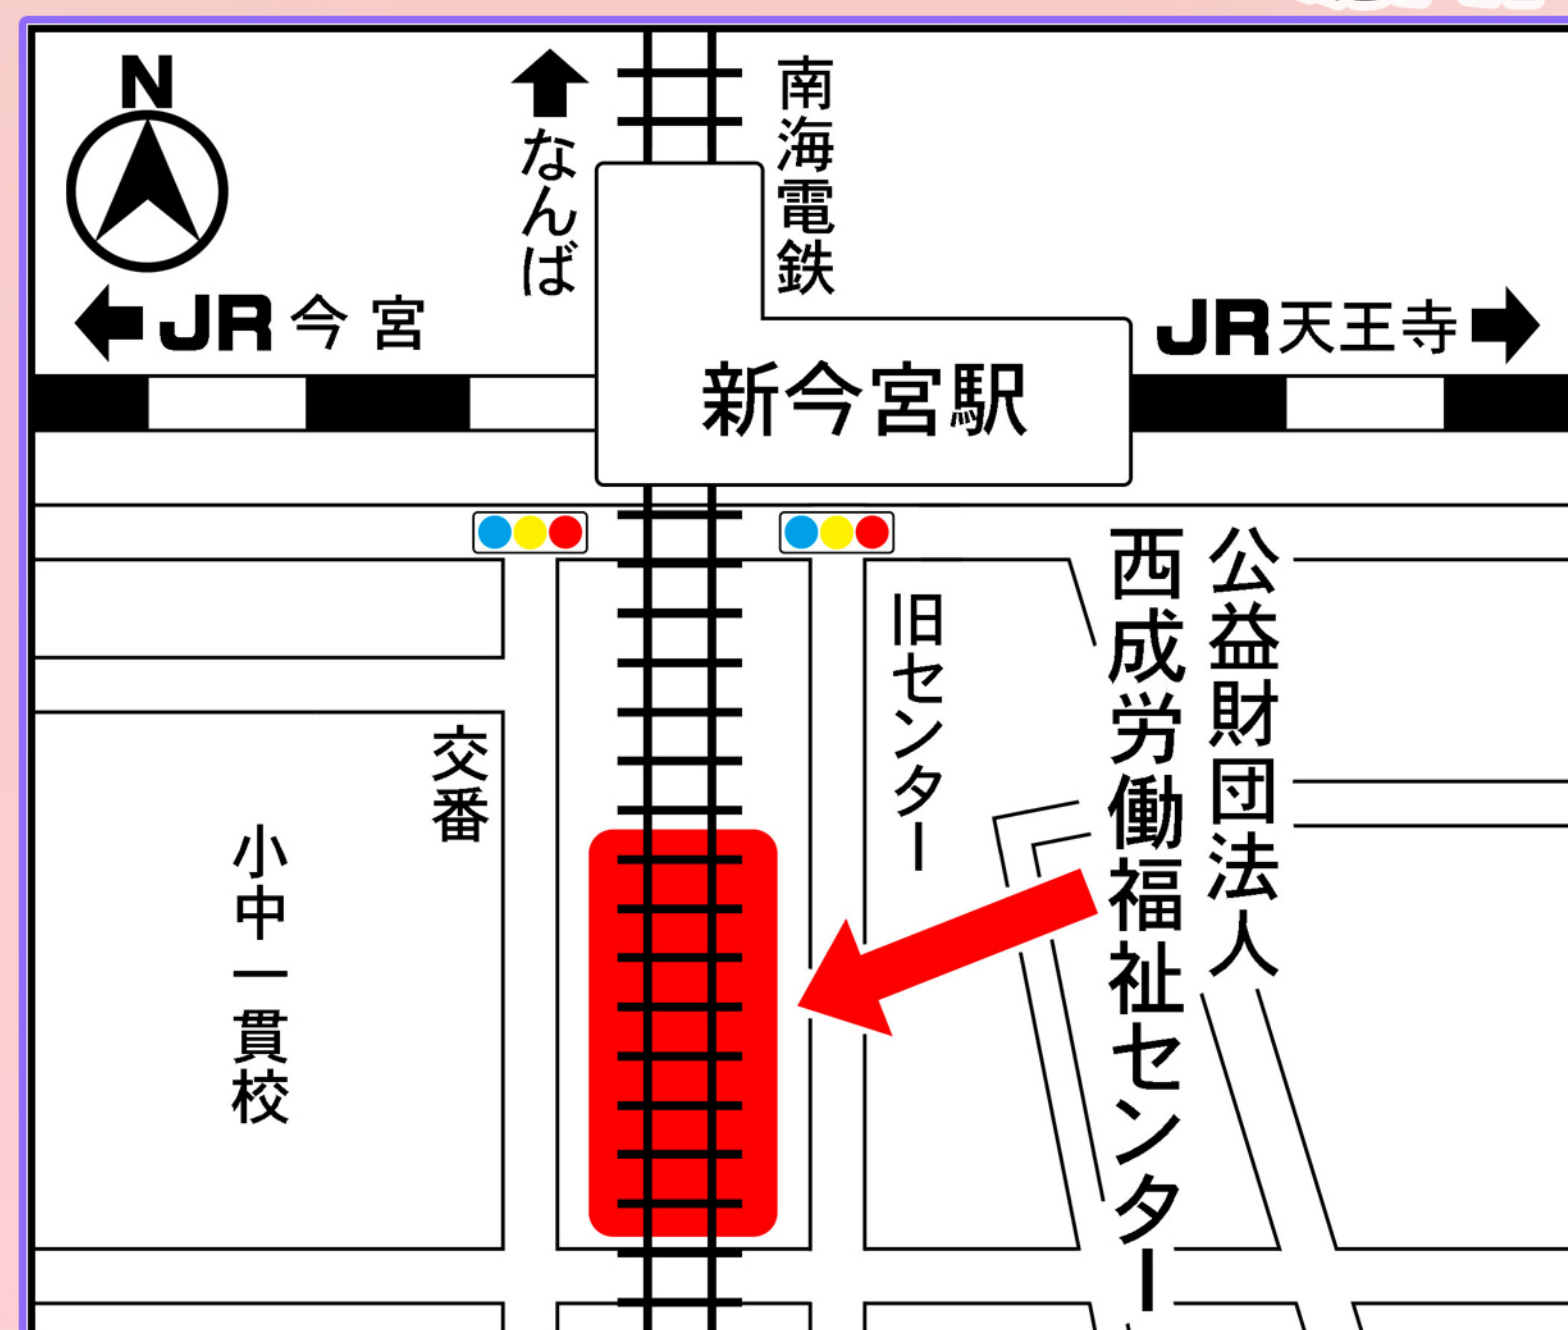 N
なんば
南海電鉄
JR今宮
JR天王寺
新今宮駅
公益財団法人
西成労働福祉センター
旧センター
交番
小中一貫校